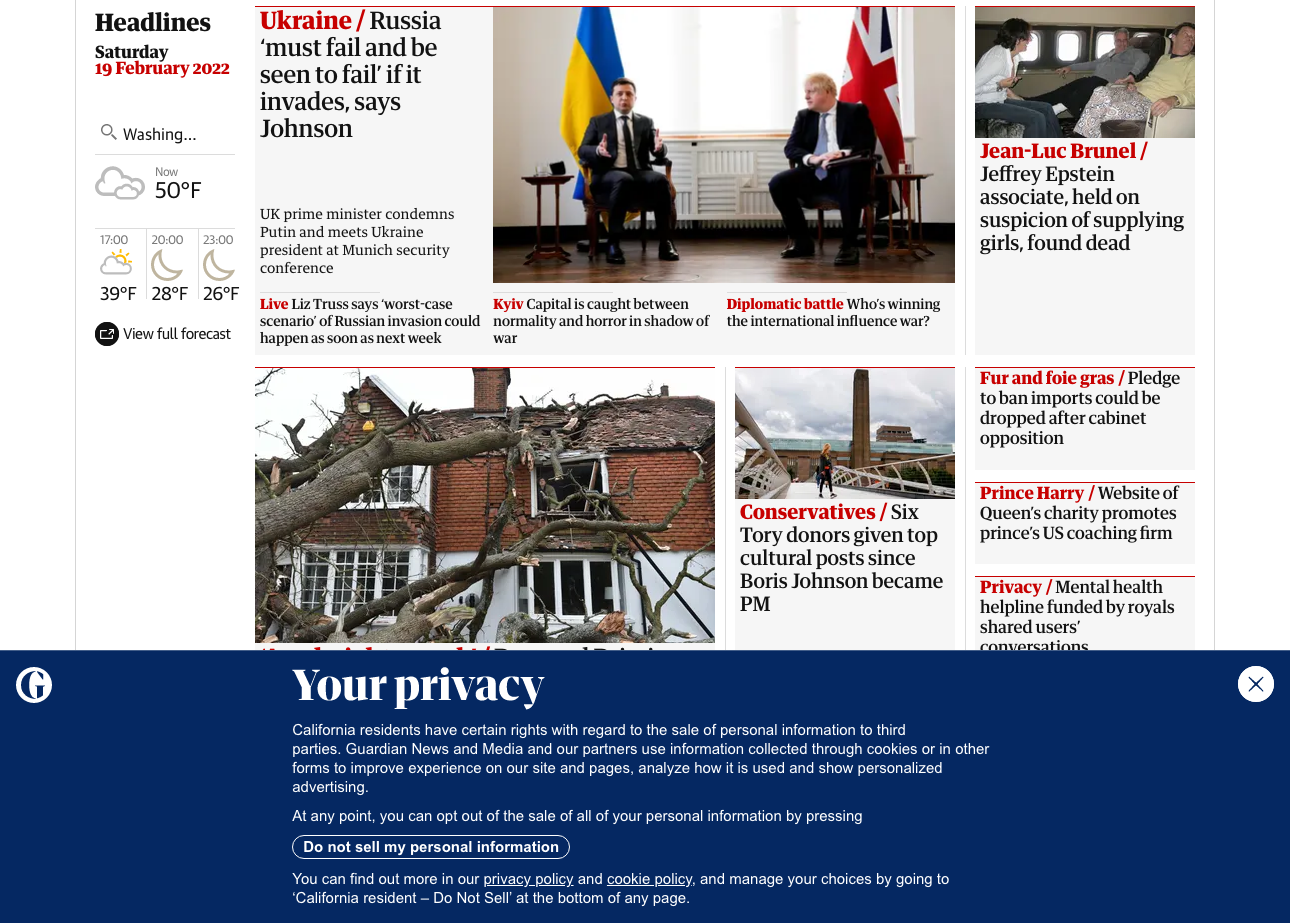 Headlines
Saturday
19 February 2022
Washing...
Now
50°F
17:00
20:00
23:00
39°F
28°F
26°F
View full forecast
Ukraine / Russia
‘must fail and be
seen to fail’ if it
invades, says
Johnson
UK prime minister condemns
Putin and meets Ukraine
president at Munich security
conference
Live Liz Truss says ‘worst-case
scenario’ of Russian invasion could
happen as soon as next week
Kyiv Capital is caught between
normality and horror in shadow of
war
Diplomatic battle Who’s winning
the international influence war?
Jean-Luc Brunel /
Jeffrey Epstein
associate, held on
suspicion of supplying
girls, found dead
Conservatives / Six
Tory donors given top
cultural posts since
Boris Johnson became
PM
Fur and foie gras / Pledge
to ban imports could be
dropped after cabinet
opposition
Prince Harry / Website of
Queen’s charity promotes
prince’s US coaching firm
Privacy / Mental health
helpline funded by royals
shared users’
conversations
G
Your privacy
California residents have certain rights with regard to the sale of personal information to third
parties. Guardian News and Media and our partners use information collected through cookies or in other
forms to improve experience on our site and pages, analyze how it is used and show personalized
advertising.
At any point, you can opt out of the sale of all of your personal information by pressing
Do not sell my personal information
You can find out more in our privacy policy and cookie policy, and manage your choices by going to
‘California resident – Do Not Sell’ at the bottom of any page.